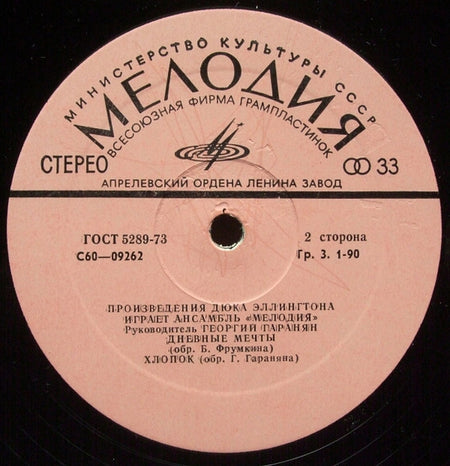 МИНИСТЕРСТВО КУЛЬТУРЫ СССР
МЕЛОДИЯ
ВСЕСОЮЗНАЯ ФИРМА ГРАМПЛАСТИНОК
СТЕРЕО 33
АПРЕЛЕВСКИЙ ОРДЕНА ЛЕНИНА ЗАВОД
ГОСТ 5289-73 2 сторона
С60—09262 Гр. 3. 1-90
ПРОИЗВЕДЕНИЯ ДЮКА ЭЛЛИНГТОНА
ИГРАЕТ АНСАМБЛЬ «МЕЛОДИЯ»
Руководитель ГЕОРГИЙ ГАРАНЯН
ДНЕВНЫЕ МЕЧТЫ
(обр. Б. Фрумкина)
ХЛОПОК (обр. Г. Гараняна)